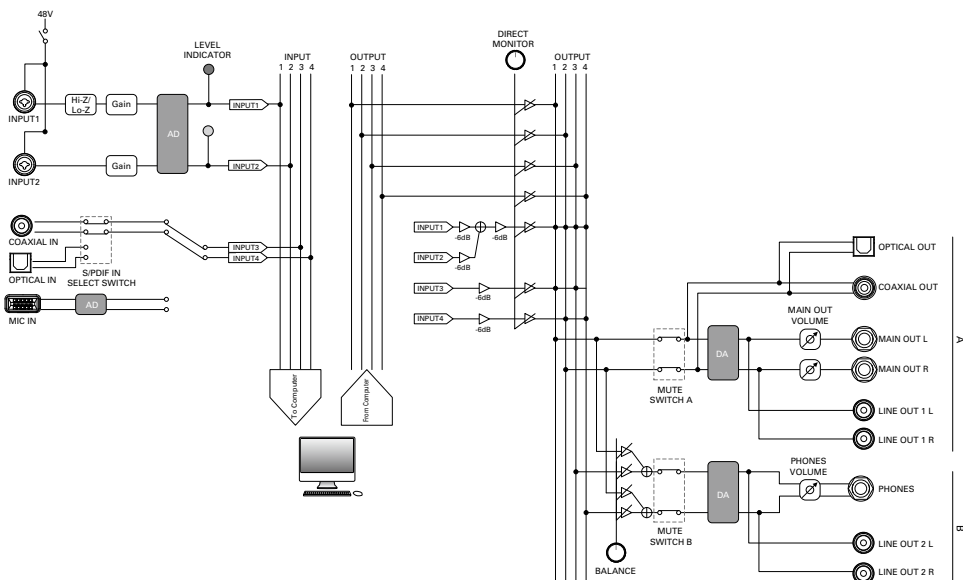 48V
LEVEL
INDICATOR
INPUT
1 2 3 4
OUTPUT
1 2 3 4
DIRECT
MONITOR
OUTPUT
1 2 3 4
INPUT1
Hi-Z/
Lo-Z
Gain
AD
INPUT1
INPUT2
Gain
INPUT2
COAXIAL IN
OPTICAL IN
S/PDIF IN
SELECT SWITCH
INPUT3
INPUT4
MIC IN
AD
To Computer
From Computer
INPUT1
-6dB
-6dB
INPUT2
-6dB
INPUT3
-6dB
INPUT4
-6dB
OPTICAL OUT
COAXIAL OUT
MAIN OUT
VOLUME
DA
MAIN OUT L
MAIN OUT R
MUTE
SWITCH A
LINE OUT 1 L
LINE OUT 1 R
A
PHONES
VOLUME
DA
PHONES
MUTE
SWITCH B
LINE OUT 2 L
LINE OUT 2 R
B
BALANCE